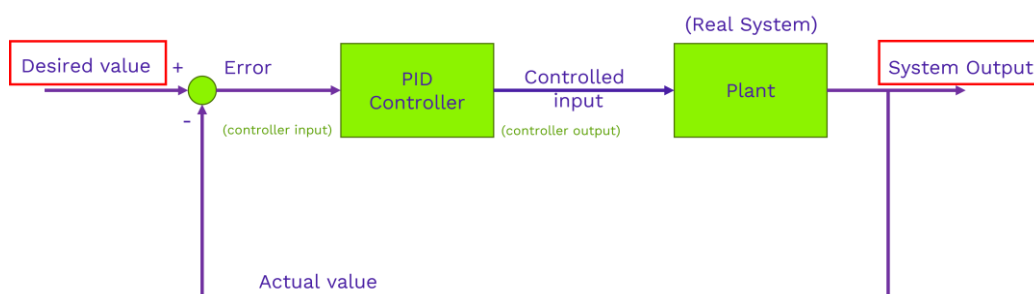 (Real System)
Desired value
+
Error
PID
Controller
Controlled
input
Plant
System Output
-
(controller input)
(controller output)
Actual value